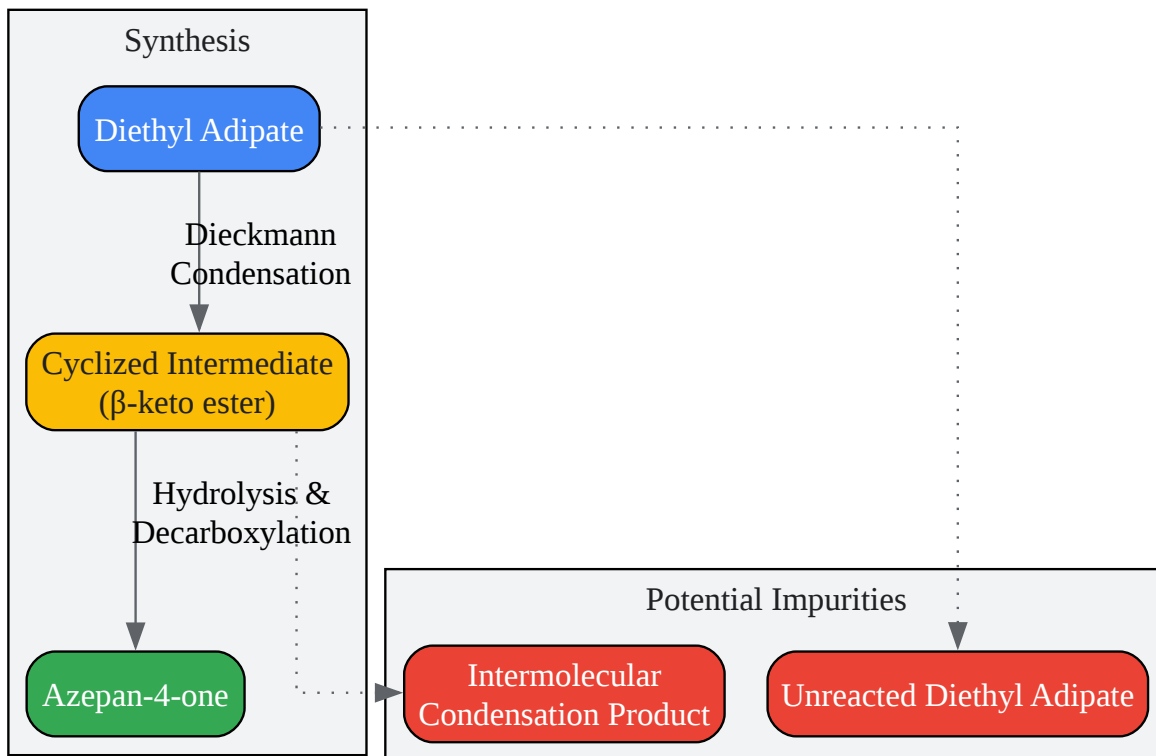 Synthesis
Diethyl Adipate
Dieckmann
Condensation
Cyclized Intermediate
(β-keto ester)
Hydrolysis &
Decarboxylation
Azepan-4-one
Potential Impurities
Intermolecular
Condensation Product
Unreacted Diethyl Adipate